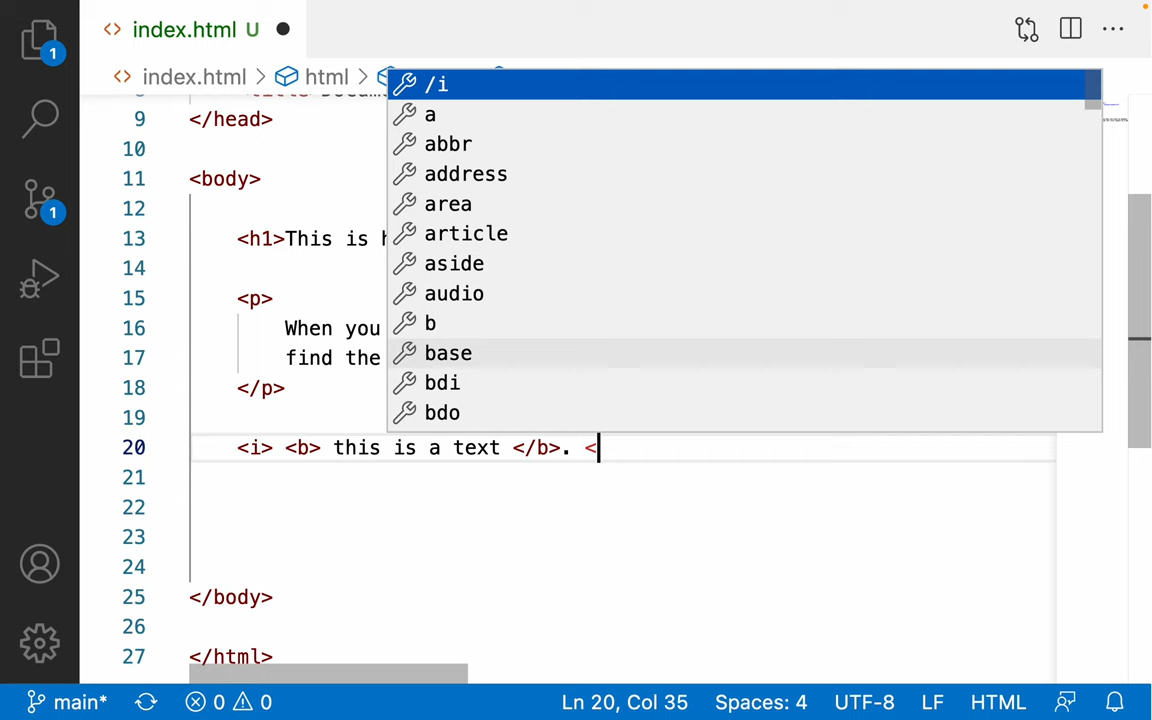 index.html U
index.html > html >
/i
a
abbr
address
area
article
aside
audio
b
base
bdi
bdo
9 </head>
10
11 <body>
12
13 <h1>This is
14
15 <p>
16 When you
17 find the
18 </p>
19
20 <i> <b> this is a text </b>. <
21
22
23
24
25 </body>
26
27 </html>
1
1
main* 0 0 Ln 20, Col 35 Spaces: 4 UTF-8 LF HTML